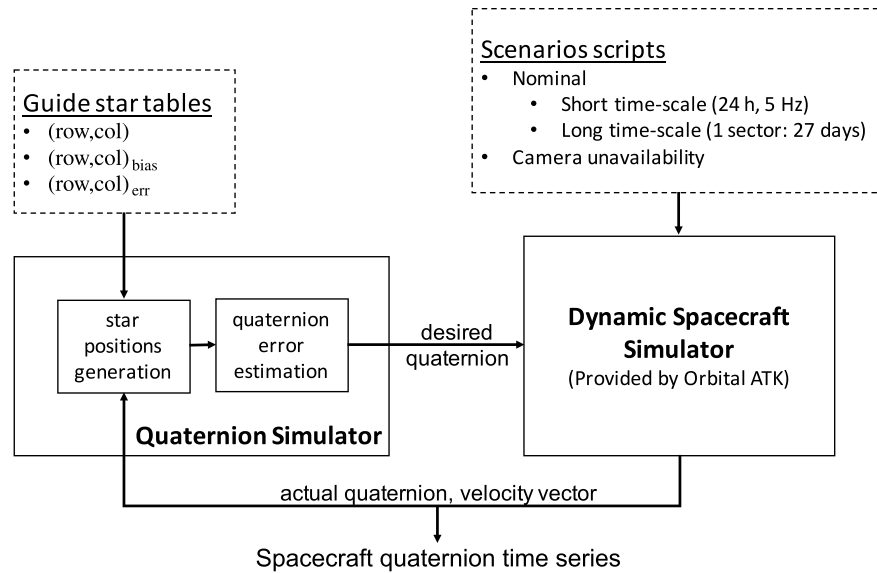 Scenarios scripts
• Nominal
• Short time-scale (24 h, 5 Hz)
• Long time-scale (1 sector: 27 days)
• Camera unavailability
Guide star tables
• (row,col)
• (row,col)bias
• (row,col)err
star
positions
generation
quaternion
error
estimation
Quaternion Simulator
desired
quaternion
Dynamic Spacecraft
Simulator
(Provided by Orbital ATK)
actual quaternion, velocity vector
Spacecraft quaternion time series